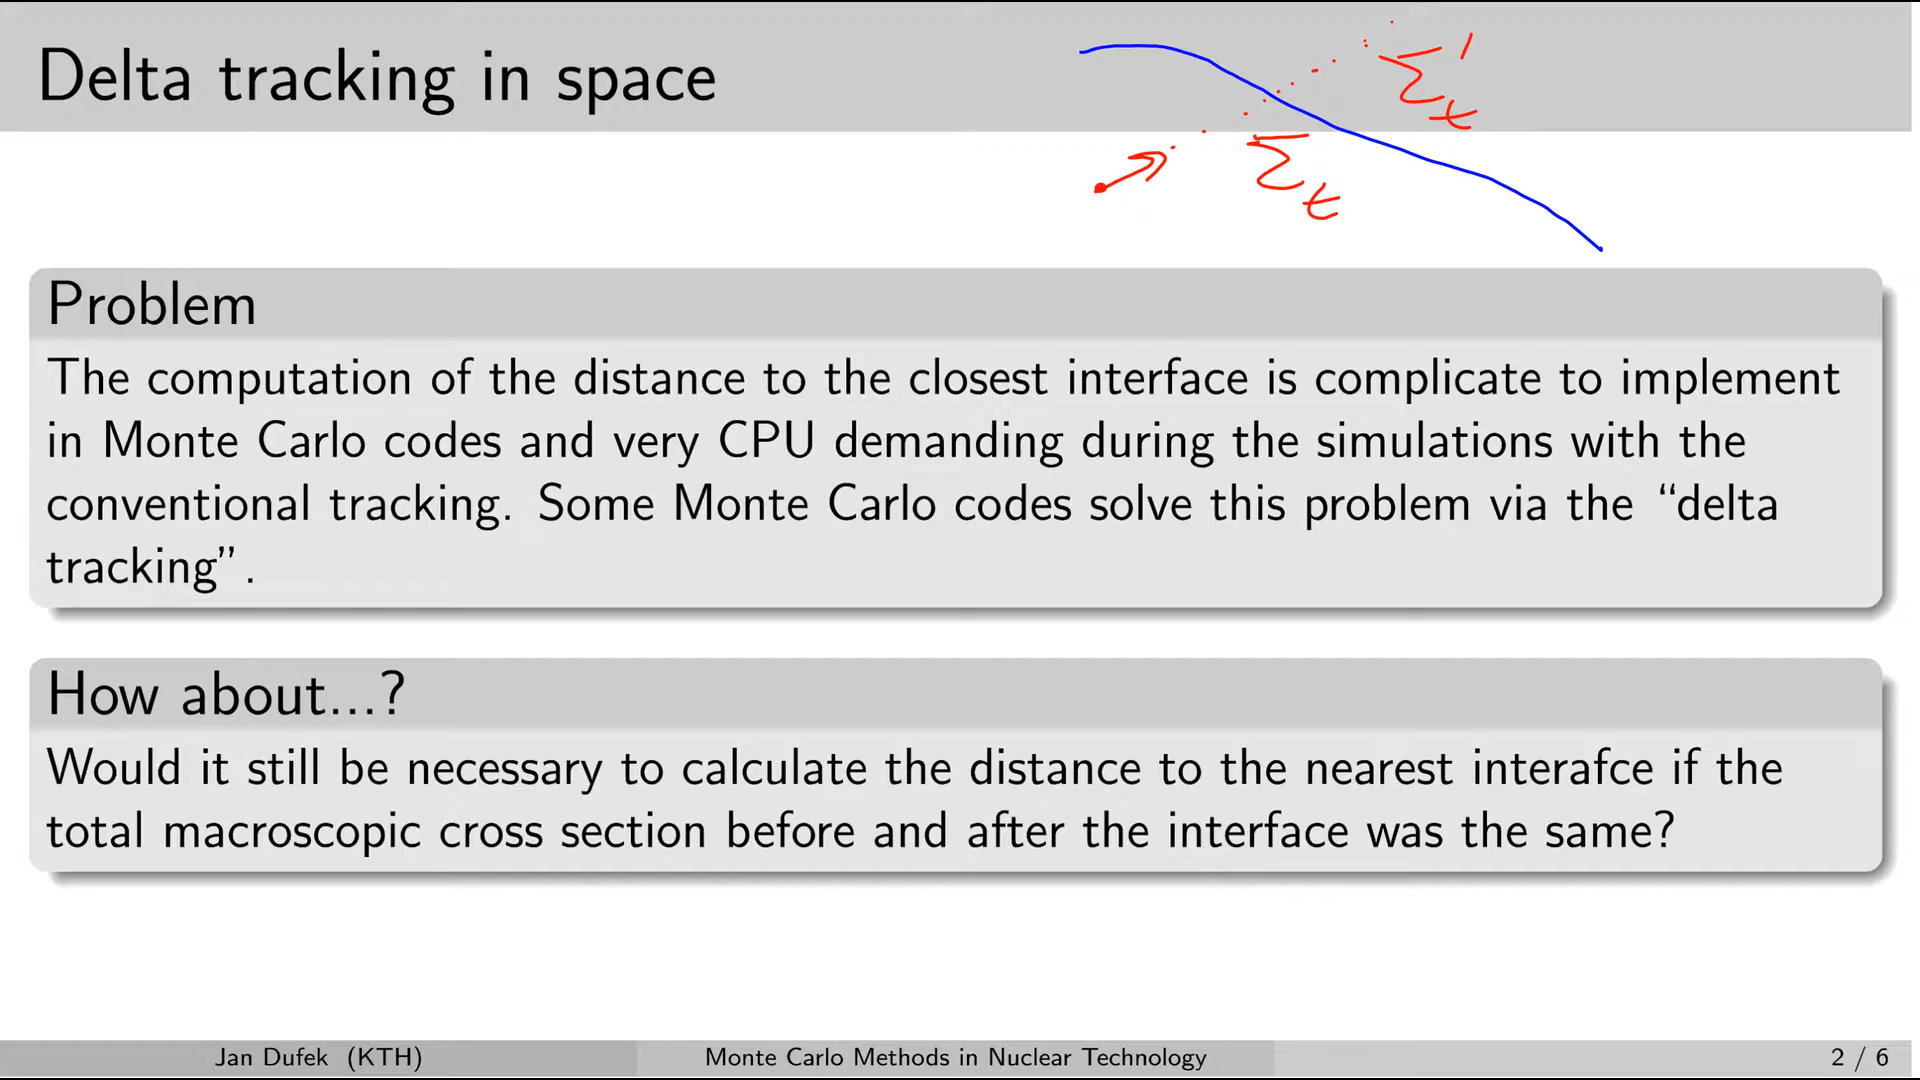 Delta tracking in space
Σ't
Σt
Problem
The computation of the distance to the closest interface is complicate to implement
in Monte Carlo codes and very CPU demanding during the simulations with the
conventional tracking. Some Monte Carlo codes solve this problem via the “delta
tracking”.
How about...?
Would it still be necessary to calculate the distance to the nearest interafce if the
total macroscopic cross section before and after the interface was the same?
Jan Dufek (KTH) Monte Carlo Methods in Nuclear Technology 2 / 6